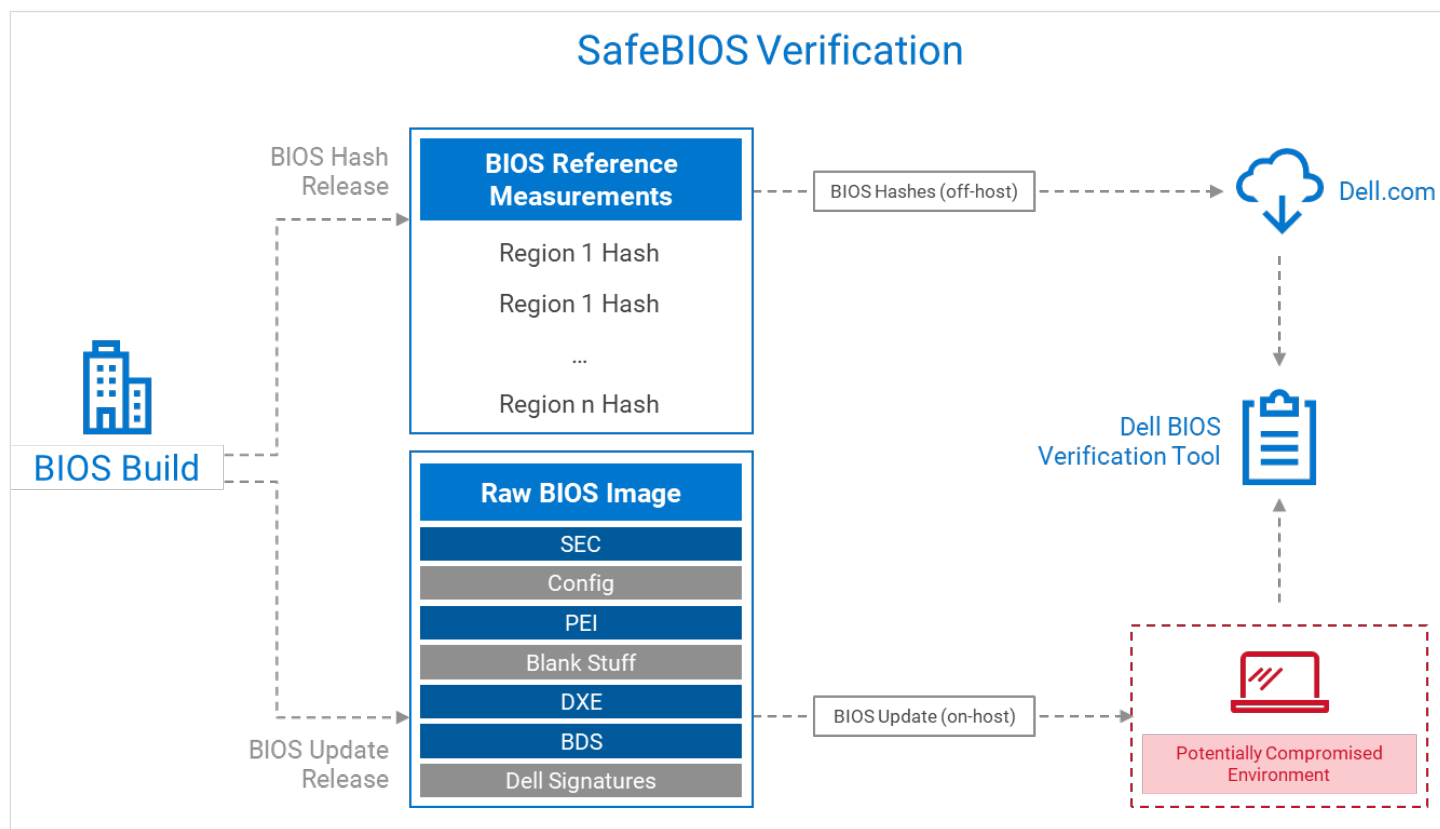 SafeBIOS Verification
BIOS Hash
Release
BIOS Reference
Measurements
Region 1 Hash
Region 1 Hash
...
Region n Hash
BIOS Hashes (off-host)
Dell.com
BIOS Build
Dell BIOS
Verification Tool
Raw BIOS Image
SEC
Config
PEI
Blank Stuff
DXE
BDS
Dell Signatures
BIOS Update
Release
BIOS Update (on-host)
Potentially Compromised
Environment